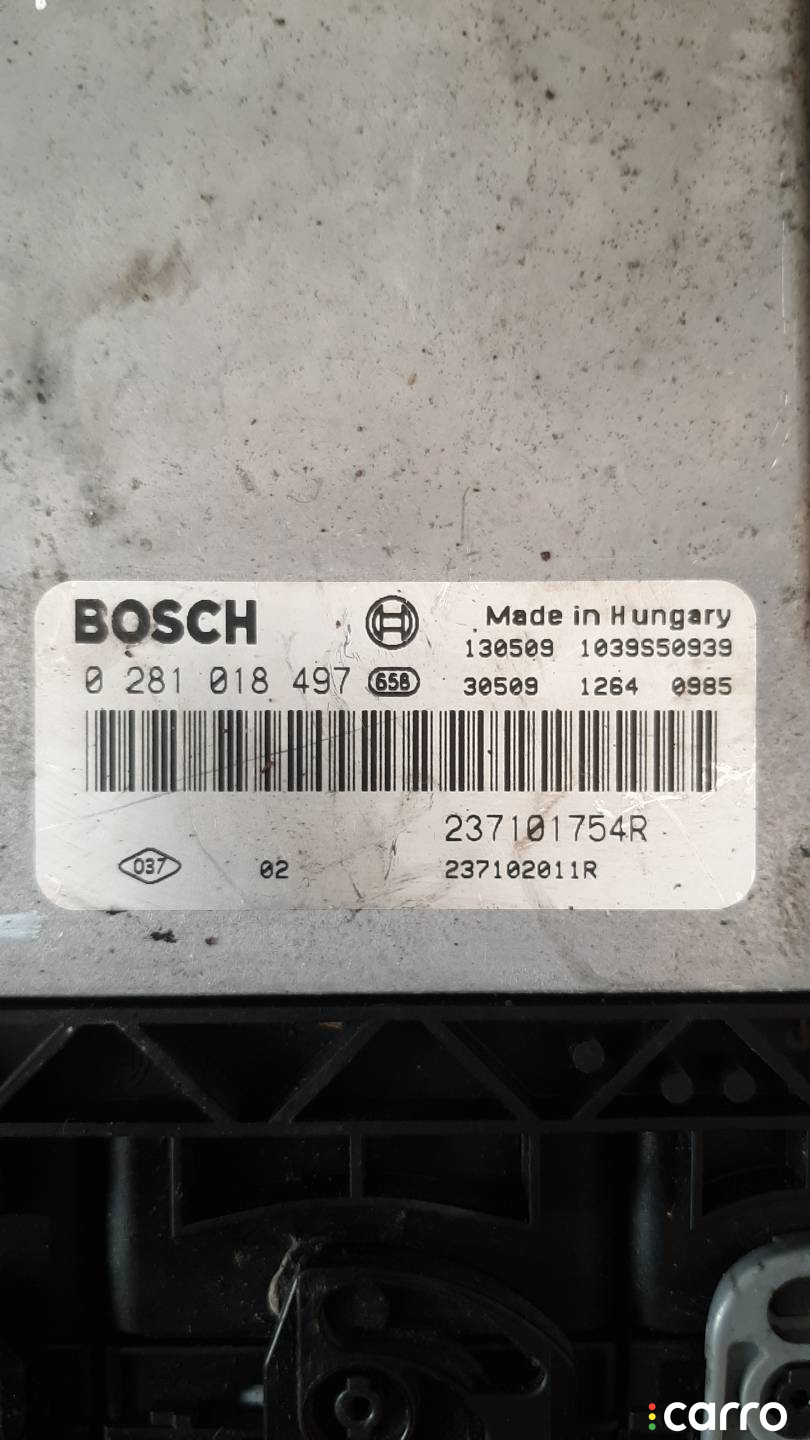 BOSCH
Made in Hungary
130509 1039S50939
0 281 018 497 658
30509 1264 0985
237101754R
037 02 237102011R
carro